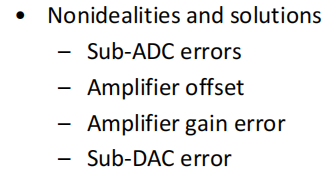 • Nonidealities and solutions
– Sub-ADC errors
– Amplifier offset
– Amplifier gain error
– Sub-DAC error